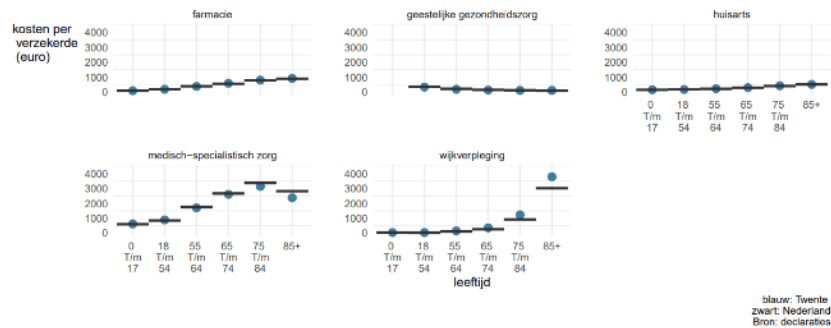 kosten per
verzekerde
(euro)
farmacie
geestelijke gezondheidszorg
huisarts
4000
3000
2000
1000
0
4000
3000
2000
1000
0
4000
3000
2000
1000
0
0 18 55 65 75 85+
T/m T/m T/m T/m T/m
17 54 64 74 84
medisch-specialistisch zorg
wijkverpleging
4000
3000
2000
1000
0
4000
3000
2000
1000
0
0 18 55 65 75 85+
T/m T/m T/m T/m T/m
17 54 64 74 84
0 18 55 65 75 85+
T/m T/m T/m T/m T/m
17 54 64 74 84
leeftijd
blauw: Twente
zwart: Nederland
Bron: declaraties